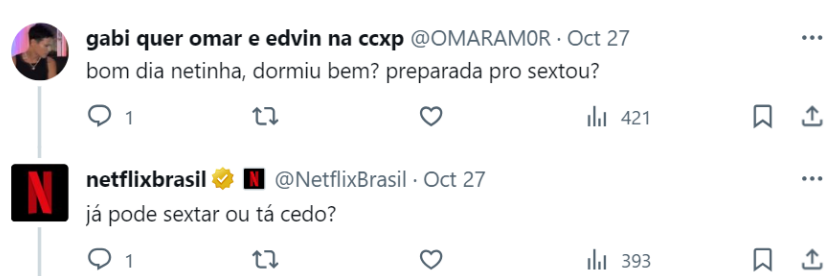 gabi quer omar e edvin na ccxp @OMARAM0R · Oct 27
bom dia netinha, dormiu bem? preparada pro sextou?
1 421
netflixbrasil N @NetflixBrasil · Oct 27
N
já pode sextar ou tá cedo?
1 393